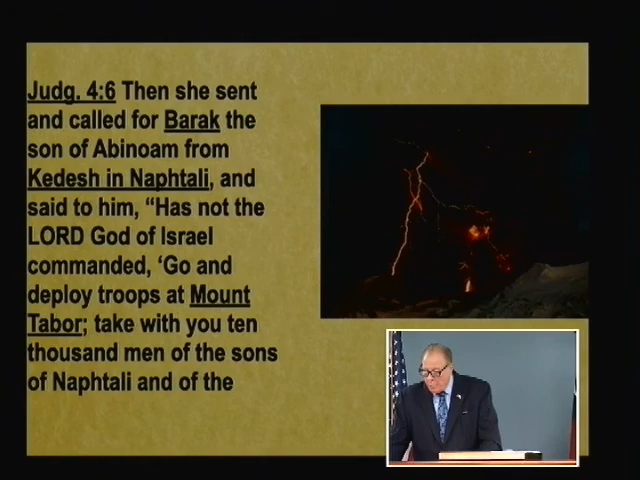 Judg. 4:6 Then she sent
and called for Barak the
son of Abinoam from
Kedesh in Naphtali, and
said to him, “Has not the
LORD God of Israel
commanded, ‘Go and
deploy troops at Mount
Tabor; take with you ten
thousand men of the sons
of Naphtali and of the